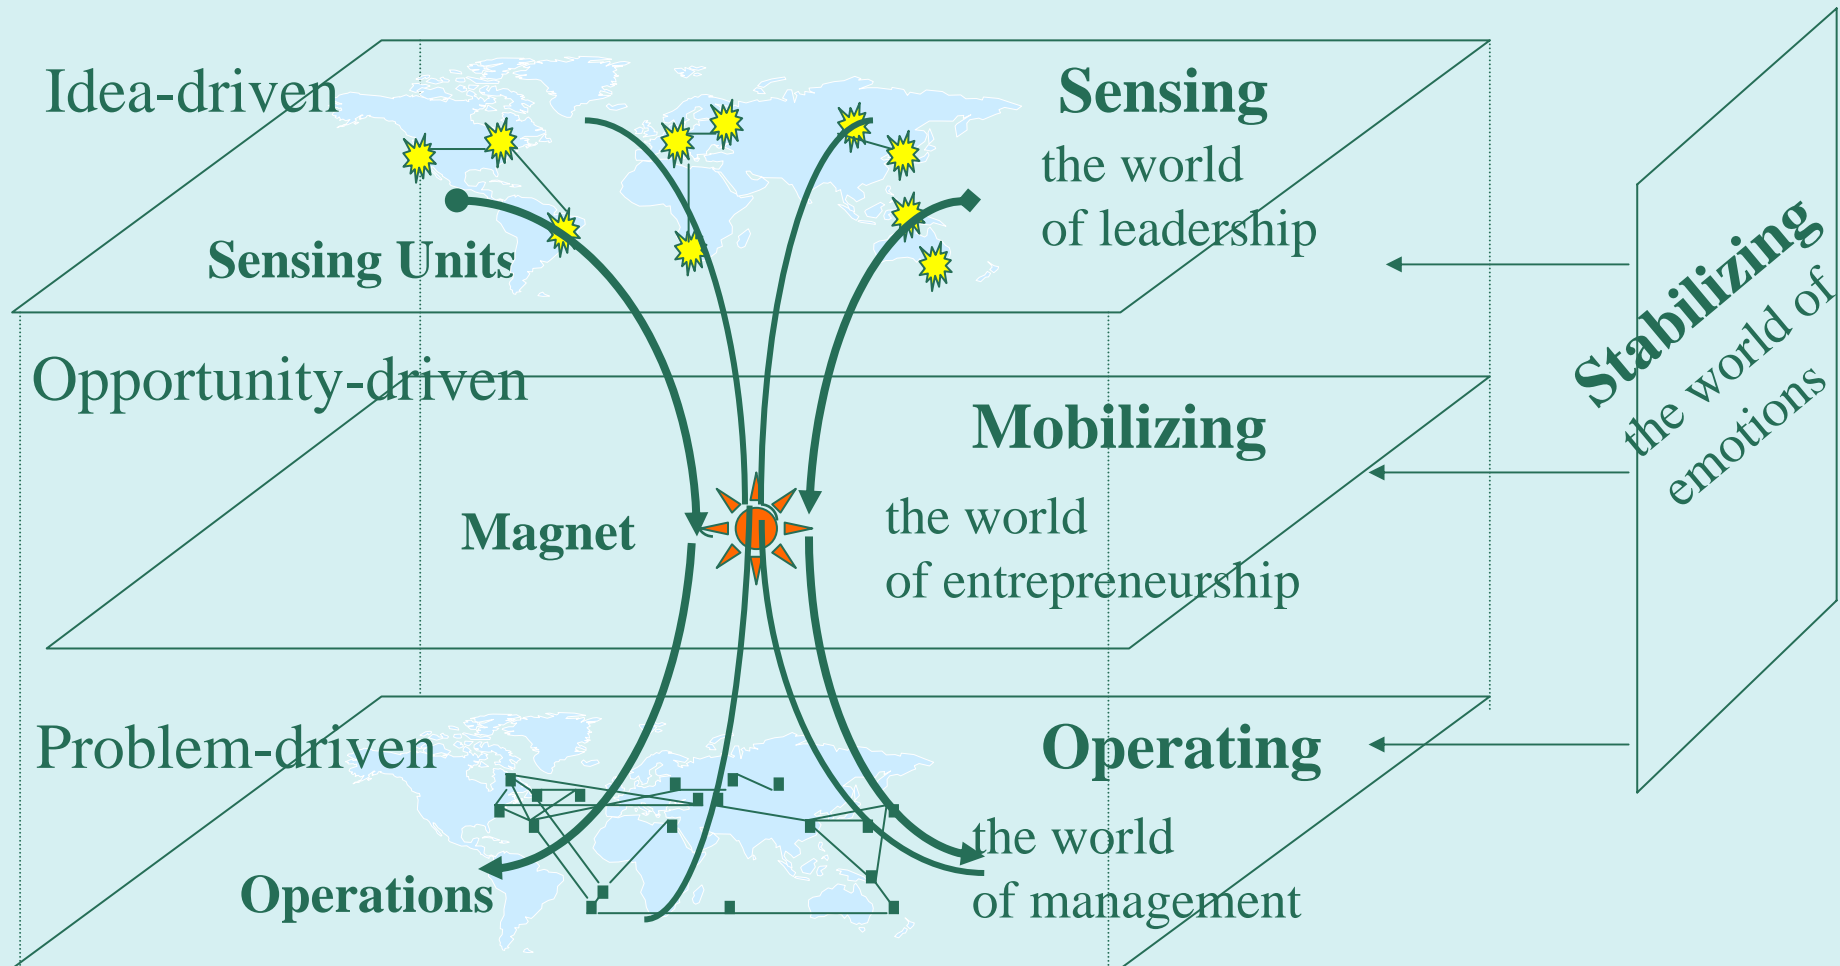 Idea-driven
Sensing
the world
of leadership
Sensing Units
Opportunity-driven
Mobilizing
Magnet
the world
of entrepreneurship
Problem-driven
Operating
the world
Operations
of management
Stabilizing
the world of
emotions